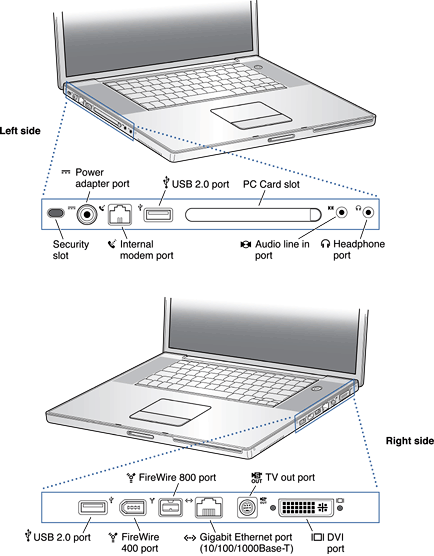 Left side
Power
adapter port
USB 2.0 port
PC Card slot
Security
slot
Internal
modem port
Audio line in
port
Headphone
port
Right side
FireWire 800 port
TV out port
OUT
OUT
USB 2.0 port
FireWire
400 port
Gigabit Ethernet port
(10/100/1000Base-T)
DVI
port